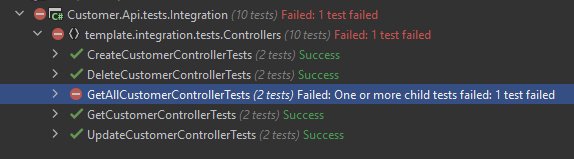 C# Customer.Api.tests.Integration (10 tests) Failed: 1 test failed
{} template.integration.tests.Controllers (10 tests) Failed: 1 test failed
CreateCustomerControllerTests (2 tests) Success
DeleteCustomerControllerTests (2 tests) Success
GetAllCustomerControllerTests (2 tests) Failed: One or more child tests failed: 1 test failed
GetCustomerControllerTests (2 tests) Success
UpdateCustomerControllerTests (2 tests) Success